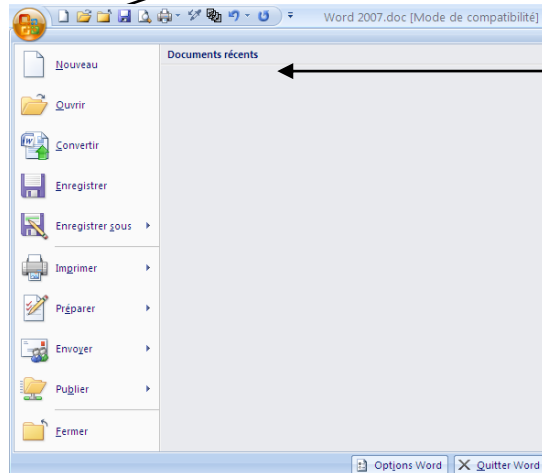 Word 2007.doc [Mode de compatibilité]
Documents récents
Nouveau
Ouvrir
Convertir
Enregistrer
Enregistrer sous
Imprimer
Préparer
Envoyer
Publier
Fermer
Options Word
Quitter Word